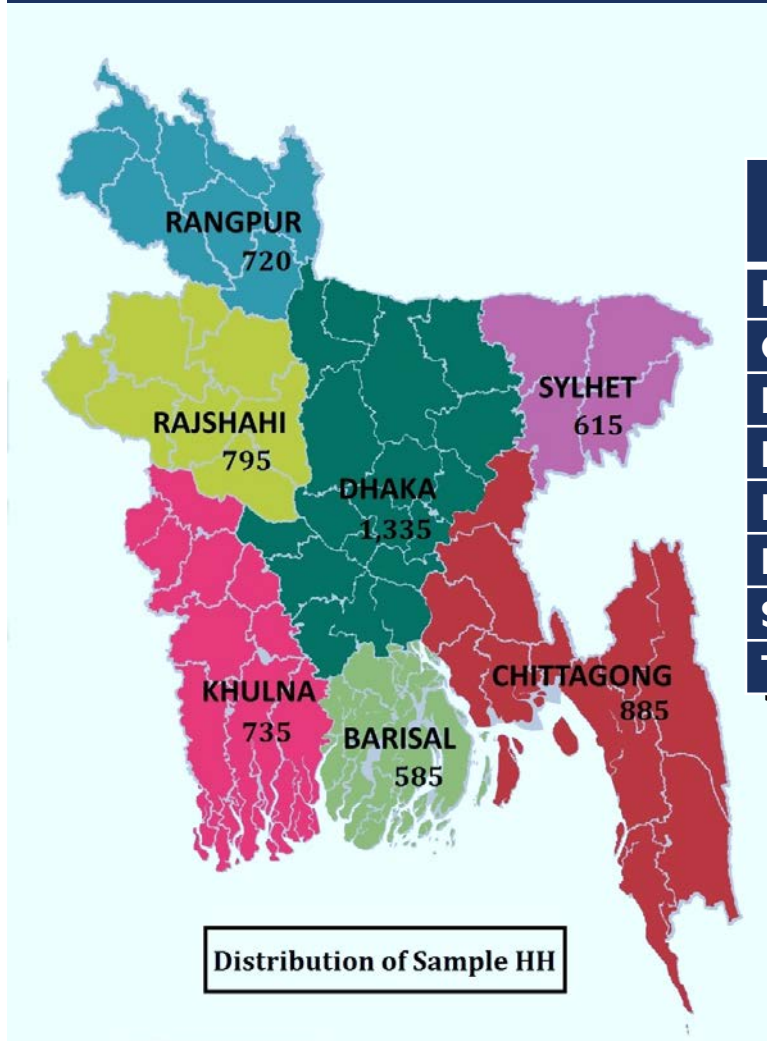 RANGPUR
720
SYLHET
615
RAJSHAHI
795
DHAKA
1,335
CHITTAGONG
885
KHULNA
735
BARISAL
585
Distribution of Sample HH